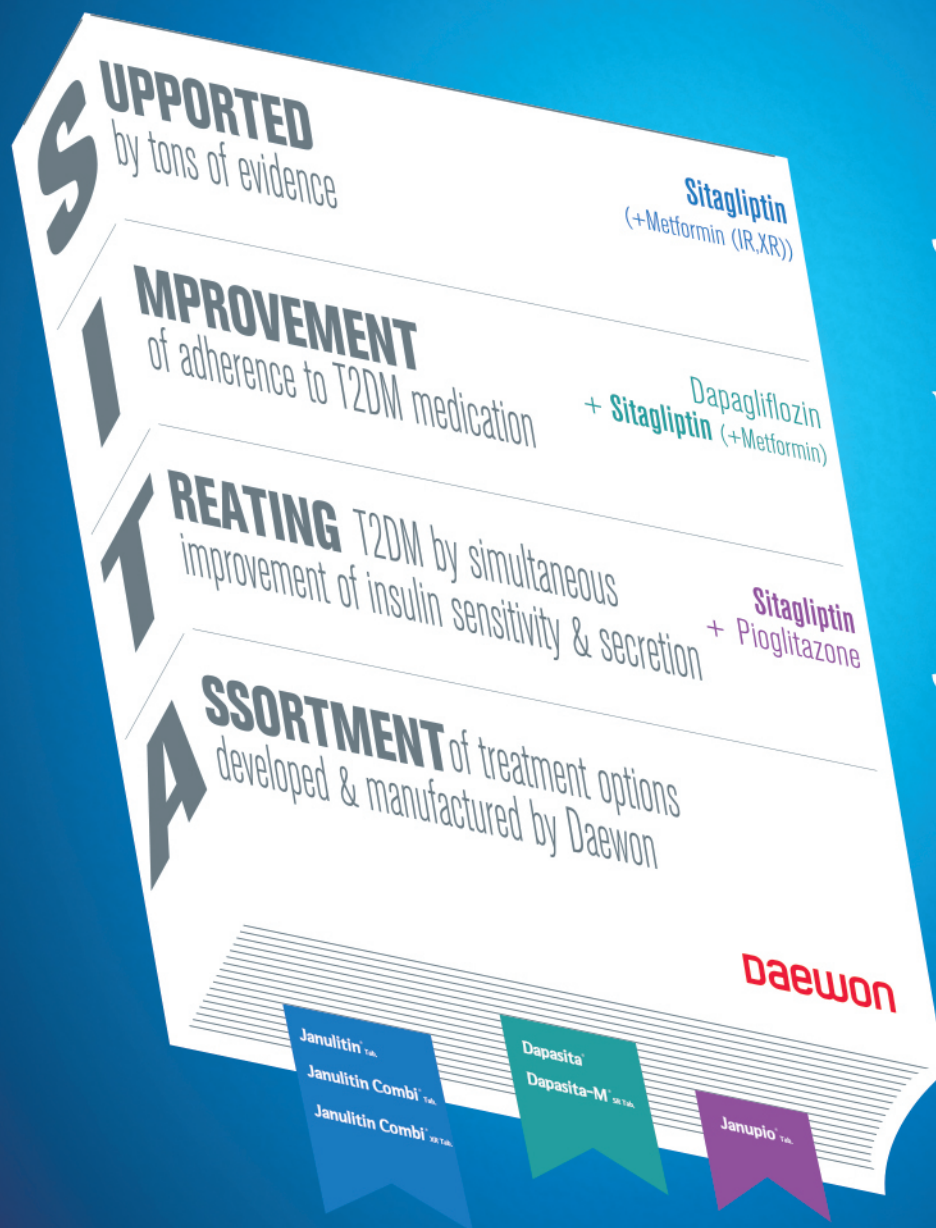 SUPPORTED
by tons of evidence
Sitagliptin
(+Metformin (IR,XR))
IMPROVEMENT
of adherence to T2DM medication
Dapagliflozin
+ Sitagliptin (+Metformin)
TREATING T2DM by simultaneous
improvement of insulin sensitivity & secretion
Sitagliptin
+ Pioglitazone
ASSORTMENT of treatment options
developed & manufactured by Daewon
Daewon
Janulitin® Tab.
Janulitin Combi® Tab.
Janulitin Combi® XR Tab.
Dapasita®
Dapasita-M® SR Tab.
Janupio® Tab.